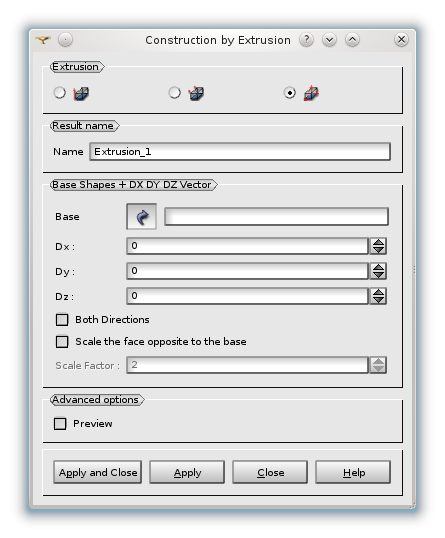 Construction by Extrusion
Extrusion
Result name
Name Extrusion_1
Base Shapes + DX DY DZ Vector
Base
Dx : 0
Dy : 0
Dz : 0
Both Directions
Scale the face opposite to the base
Scale Factor : 2
Advanced options
Preview
Apply and Close Apply Close Help